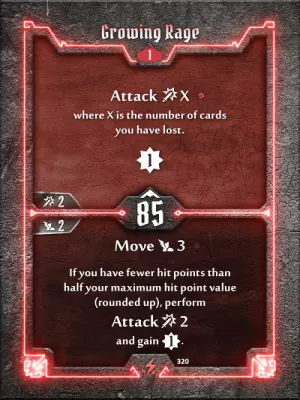 Growing Rage
1
Attack X
where X is the number of cards
you have lost.
1
2
85
2
Move 3
If you have fewer hit points than
half your maximum hit point value
(rounded up), perform
Attack 2
and gain 1.
320